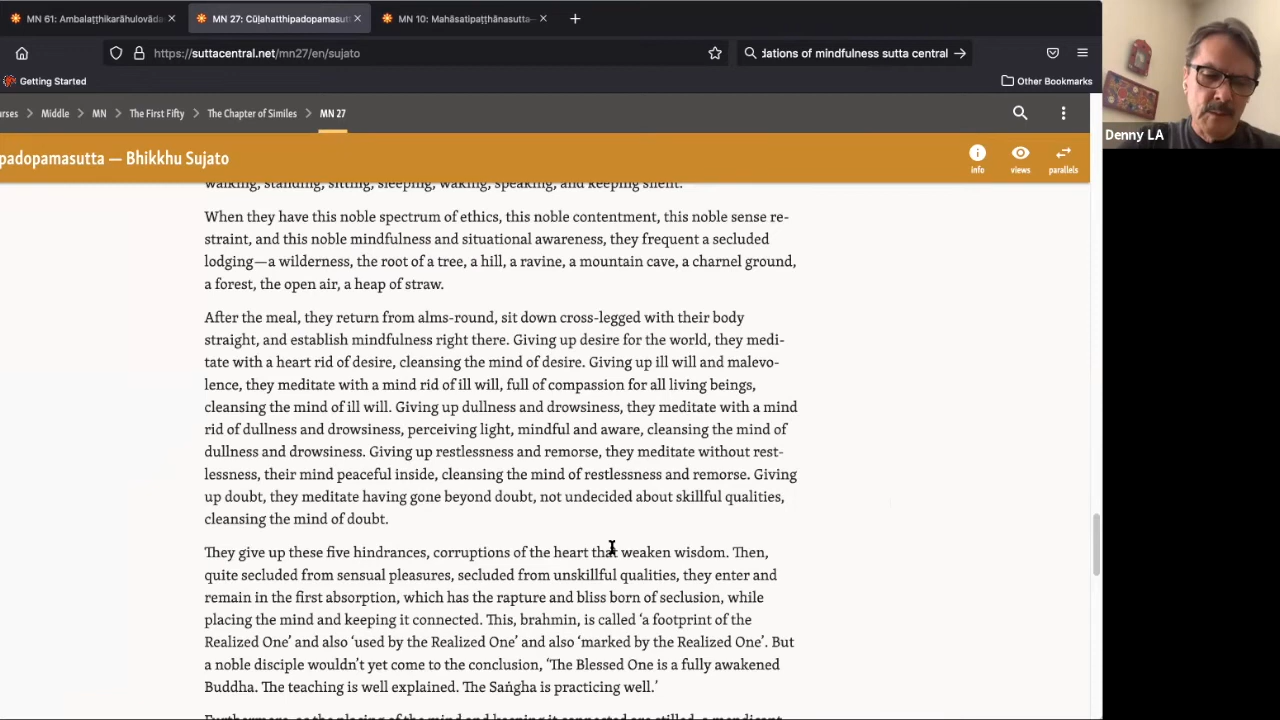 MN 61: Ambalaṭṭhikarāhulovāda
MN 27: Cūḷahatthipadopamasutt
MN 10: Mahāsatipaṭṭhānasutta—
https://suttacentral.net/mn27/en/sujato
dations of mindfulness sutta central
Getting Started
Other Bookmarks
Middle
MN
The First Fifty
The Chapter of Similes
MN 27
padopamasutta — Bhikkhu Sujato
info
views
parallels
walking, standing, sitting, sleeping, waking, speaking, and keeping silent.
When they have this noble spectrum of ethics, this noble contentment, this noble sense re-
straint, and this noble mindfulness and situational awareness, they frequent a secluded
lodging—a wilderness, the root of a tree, a hill, a ravine, a mountain cave, a charnel ground,
a forest, the open air, a heap of straw.
After the meal, they return from alms-round, sit down cross-legged with their body
straight, and establish mindfulness right there. Giving up desire for the world, they medi-
tate with a heart rid of desire, cleansing the mind of desire. Giving up ill will and malevo-
lence, they meditate with a mind rid of ill will, full of compassion for all living beings,
cleansing the mind of ill will. Giving up dullness and drowsiness, they meditate with a mind
rid of dullness and drowsiness, perceiving light, mindful and aware, cleansing the mind of
dullness and drowsiness. Giving up restlessness and remorse, they meditate without rest-
lessness, their mind peaceful inside, cleansing the mind of restlessness and remorse. Giving
up doubt, they meditate having gone beyond doubt, not undecided about skillful qualities,
cleansing the mind of doubt.
They give up these five hindrances, corruptions of the heart that weaken wisdom. Then,
quite secluded from sensual pleasures, secluded from unskillful qualities, they enter and
remain in the first absorption, which has the rapture and bliss born of seclusion, while
placing the mind and keeping it connected. This, brahmin, is called ‘a footprint of the
Realized One’ and also ‘used by the Realized One’ and also ‘marked by the Realized One’. But
a noble disciple wouldn’t yet come to the conclusion, ‘The Blessed One is a fully awakened
Buddha. The teaching is well explained. The Saṅgha is practicing well.’
Furthermore, as the placing of the mind and keeping it connected are stilled, a mendicant
Denny LA